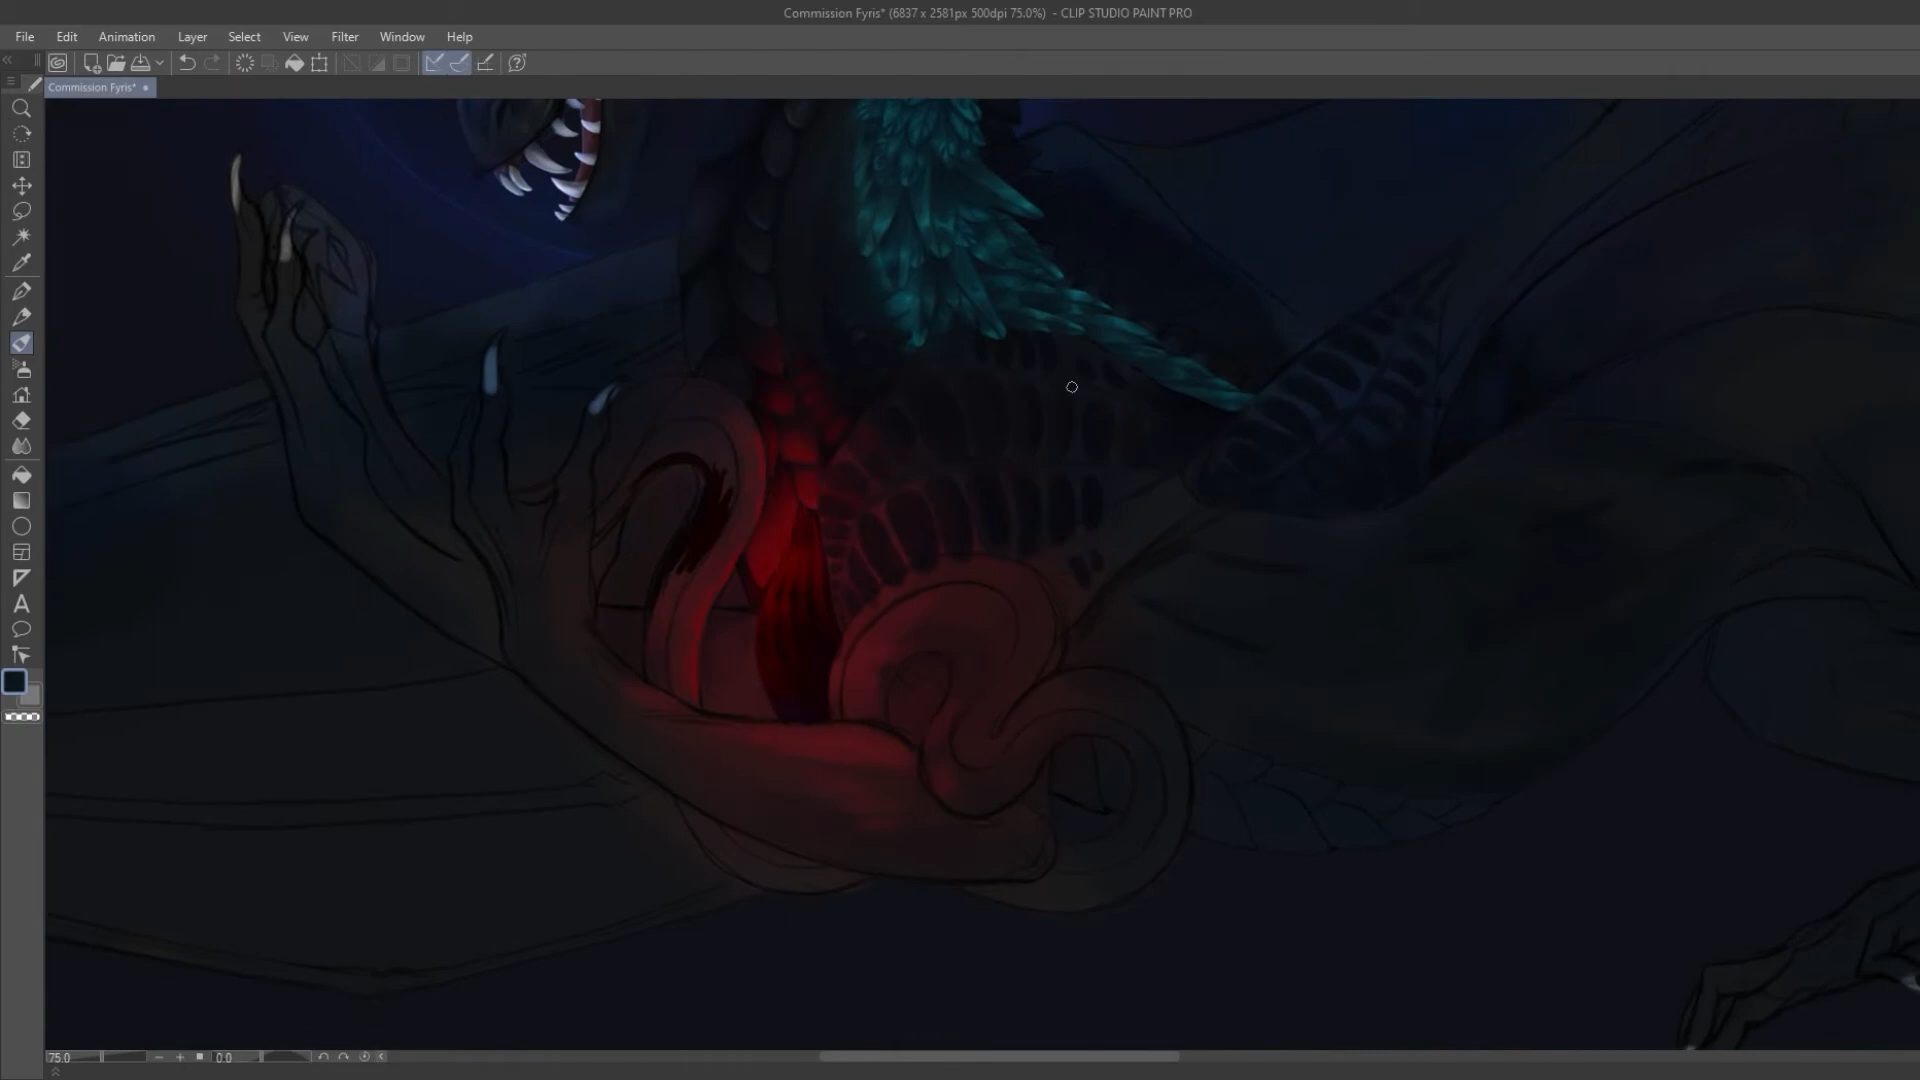 Commission Fyris* (6837 x 2581px 500dpi 75.0%) - CLIP STUDIO PAINT PRO
File Edit Animation Layer Select View Filter Window Help
Commission Fyris*
75.0 0.0